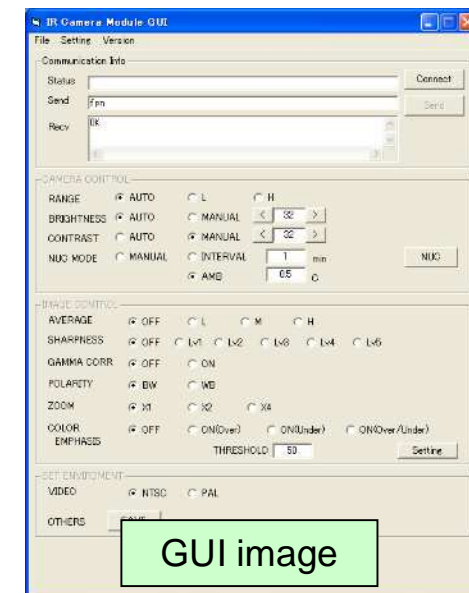 IR Camera Module GUI
File Setting Version
Communication Info
Status Connect
Send fpn Send
Recv OK
CAMERA CONTROL
RANGE AUTO L H
BRIGHTNESS AUTO MANUAL < 32 >
CONTRAST AUTO MANUAL < 32 >
NUC MODE MANUAL INTERVAL 1 min NUC
AMB 0.5 C
IMAGE CONTROL
AVERAGE OFF L M H
SHARPNESS OFF Lv1 Lv2 Lv3 Lv4 Lv5
GAMMA CORR OFF ON
POLARITY OFF BW WB
ZOOM X1 X2 X4
COLOR OFF ON(Over) ON(Under) ON(Over/Under)
EMPHASIS
THRESHOLD 50 Setting
SET ENVIROMENT
VIDEO NTSC PAL
OTHERS
GUI image